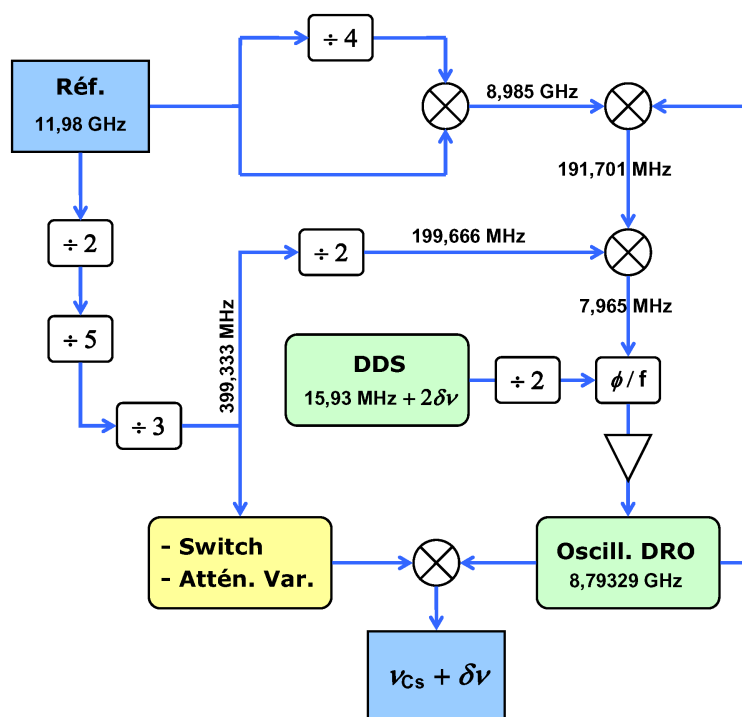 ÷ 4
Réf.
11,98 GHz
8,985 GHz
191,701 MHz
÷ 2
÷ 2
199,666 MHz
7,965 MHz
399,333 MHz
÷ 5
DDS
15,93 MHz + 2δν
÷ 2
ϕ / f
÷ 3
- Switch
- Attén. Var.
Oscill. DRO
8,79329 GHz
νCs + δν